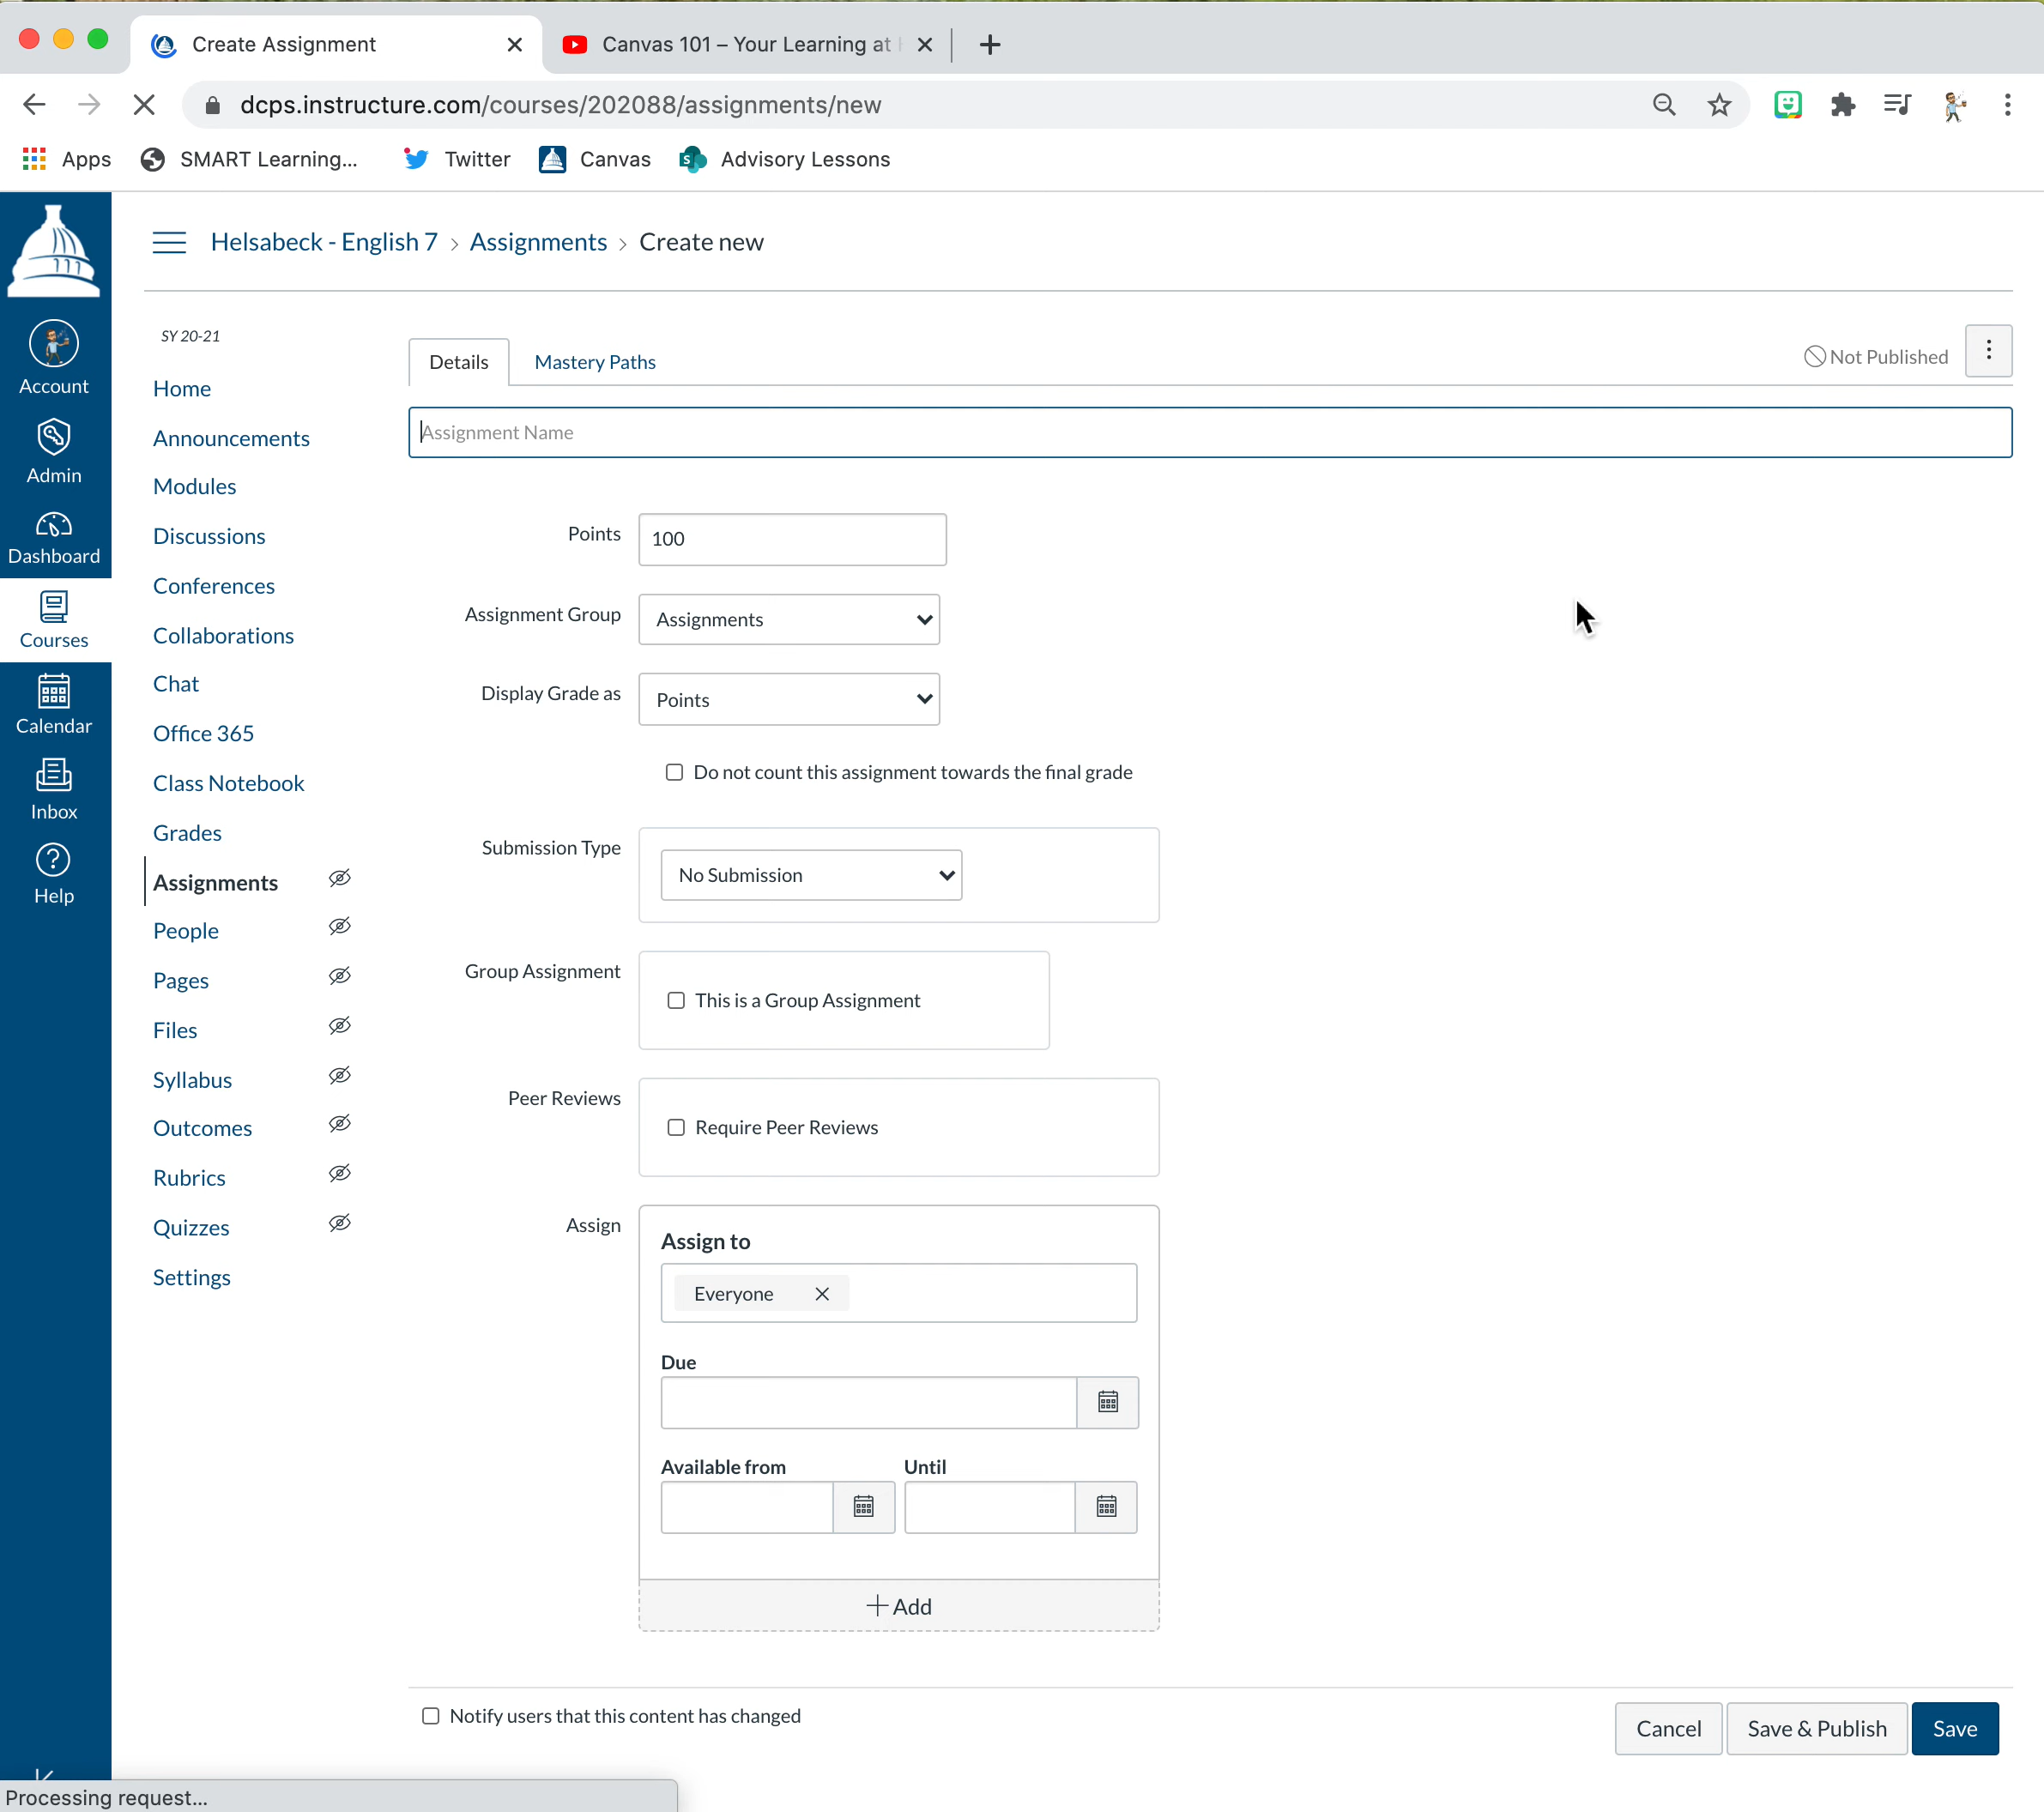 Create Assignment
Canvas 101 – Your Learning at
dcps.instructure.com/courses/202088/assignments/new
Apps
SMART Learning...
Twitter
Canvas
Advisory Lessons
Helsabeck - English 7 > Assignments > Create new
Account
Admin
Dashboard
Courses
Calendar
Inbox
Help
SY 20-21
Home
Announcements
Modules
Discussions
Conferences
Collaborations
Chat
Office 365
Class Notebook
Grades
Assignments
People
Pages
Files
Syllabus
Outcomes
Rubrics
Quizzes
Settings
Details
Mastery Paths
Not Published
Assignment Name
Points
100
Assignment Group
Assignments
Display Grade as
Points
Do not count this assignment towards the final grade
Submission Type
No Submission
Group Assignment
This is a Group Assignment
Peer Reviews
Require Peer Reviews
Assign
Assign to
Everyone
Due
Available from
Until
+ Add
Notify users that this content has changed
Cancel
Save & Publish
Save
Processing request...